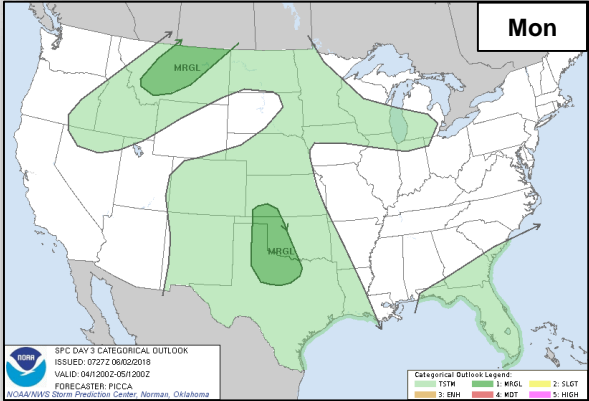 Mon
MRGL
MRGL
SPC DAY 3 CATEGORICAL OUTLOOK
ISSUED: 0727Z 06/02/2018
VALID: 04/1200Z-05/1200Z
FORECASTER: PICCA
NOAA/NWS Storm Prediction Center, Norman, Oklahoma
NOAA
Categorical Outlook Legend:
TSTM 1: MRGL 2: SLGT
3: ENH 4: MDT 5: HIGH